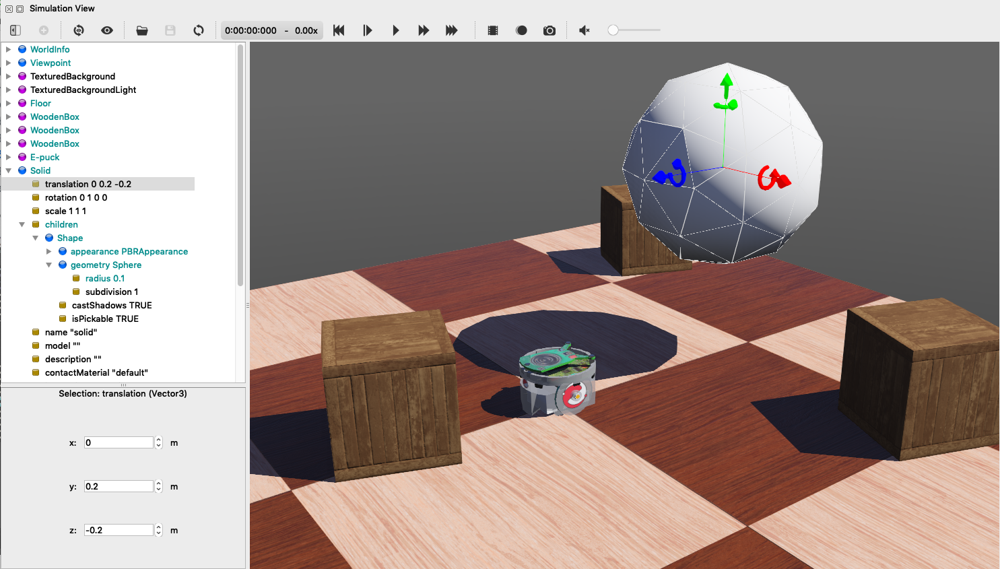 Simulation View
0:00:00:000 - 0.00x
WorldInfo
Viewpoint
TexturedBackground
TexturedBackgroundLight
Floor
WoodenBox
WoodenBox
WoodenBox
E-puck
Solid
translation 0 0.2 -0.2
rotation 0 1 0 0
scale 1 1 1
children
Shape
appearance PBRAppearance
geometry Sphere
radius 0.1
subdivision 1
castShadows TRUE
isPickable TRUE
name "solid"
model ""
description ""
contactMaterial "default"
Selection: translation (Vector3)
x: 0 m
y: 0.2 m
z: -0.2 m